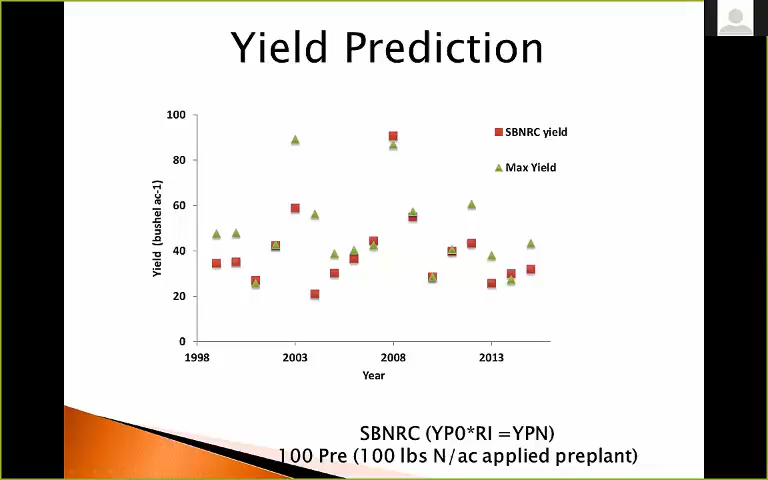 Yield Prediction
100
80
60
40
20
0
Yield (bushel ac-1)
SBNRC yield
Max Yield
1998
2003
2008
2013
Year
SBNRC (YP0*RI =YPN)
100 Pre (100 lbs N/ac applied preplant)